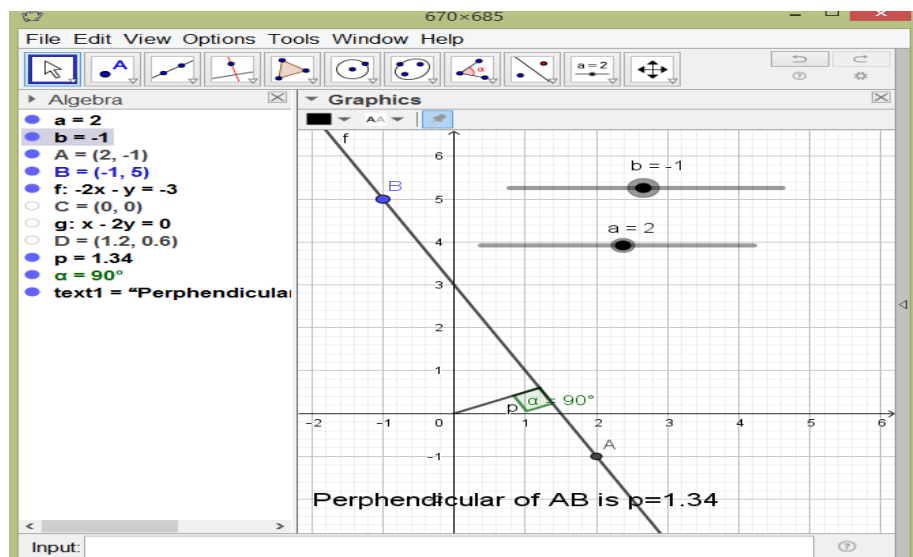 670×685
File Edit View Options Tools Window Help
A
α
a = 2
Algebra
Graphics
AA
a = 2
b = -1
A = (2, -1)
B = (-1, 5)
f: -2x - y = -3
C = (0, 0)
g: x - 2y = 0
D = (1.2, 0.6)
p = 1.34
α = 90°
text1 = “Perphendicular
f
6
b = -1
B
5
a = 2
4
3
2
1
p
α = 90°
-2 -1 0 1 2 3 4 5 6
A
-1
Perphendicular of AB is p=1.34
Input: